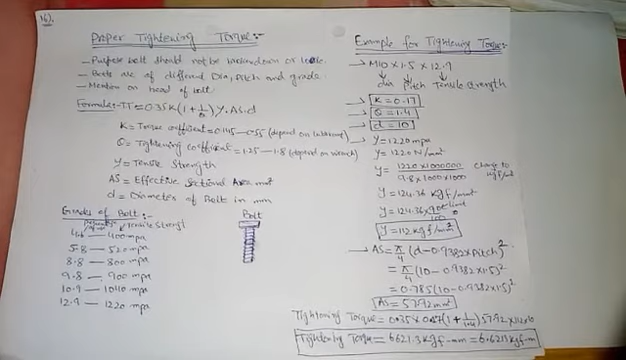 16).
Proper Tightening Torque:-
- Purpose bolt should not be or loose.
- Bolts are of different Dia, Pitch and grade.
- Mention on head of bolt
Formula:- TT = 0.35K(1+1/Q) Y.AS.d
K = Torque coefficient = (depend on lubricant)
Q = Tightening coefficient = 1.25 - 1.8 (depend on wrench)
Y = Tensile Strength
AS = Effective Sectional Area mm²
d = Diameter of Bolt in mm
Grades of Bolt:-
Tensile Strength
4.6 — 400 mpa
5.8 — 520 mpa
8.8 — 800 mpa
9.8 — 900 mpa
10.9 — 1040 mpa
12.9 — 1220 mpa
Bolt
Example for Tightening Torque:-
→ M10 × 1.5 × 12.9
dia Pitch Tensile strength
→ K = 0.17
→ Q = 1.4
→ d = 10
→ Y = 1220 mpa
Y = 1220 N/mm²
Y = 1220×1000000 / 9.8×1000×1000 change to kgf/mm²
Y = 124.36 kgf/mm²
Y = 124.36 ×
Y = 112 kgf/mm²
→ AS = π/4 (d-0.9382×Pitch)²
= π/4 (10-0.9382×1.5)²
= 0.785(10-0.9382×1.5)²
AS = 57.92 mm²
Tightening Torque = 0.35×0.17(1+1/1.4) 57.92×112×10
Tightening Torque = 6621.3 kgf-mm = 6.6213 kgf-m